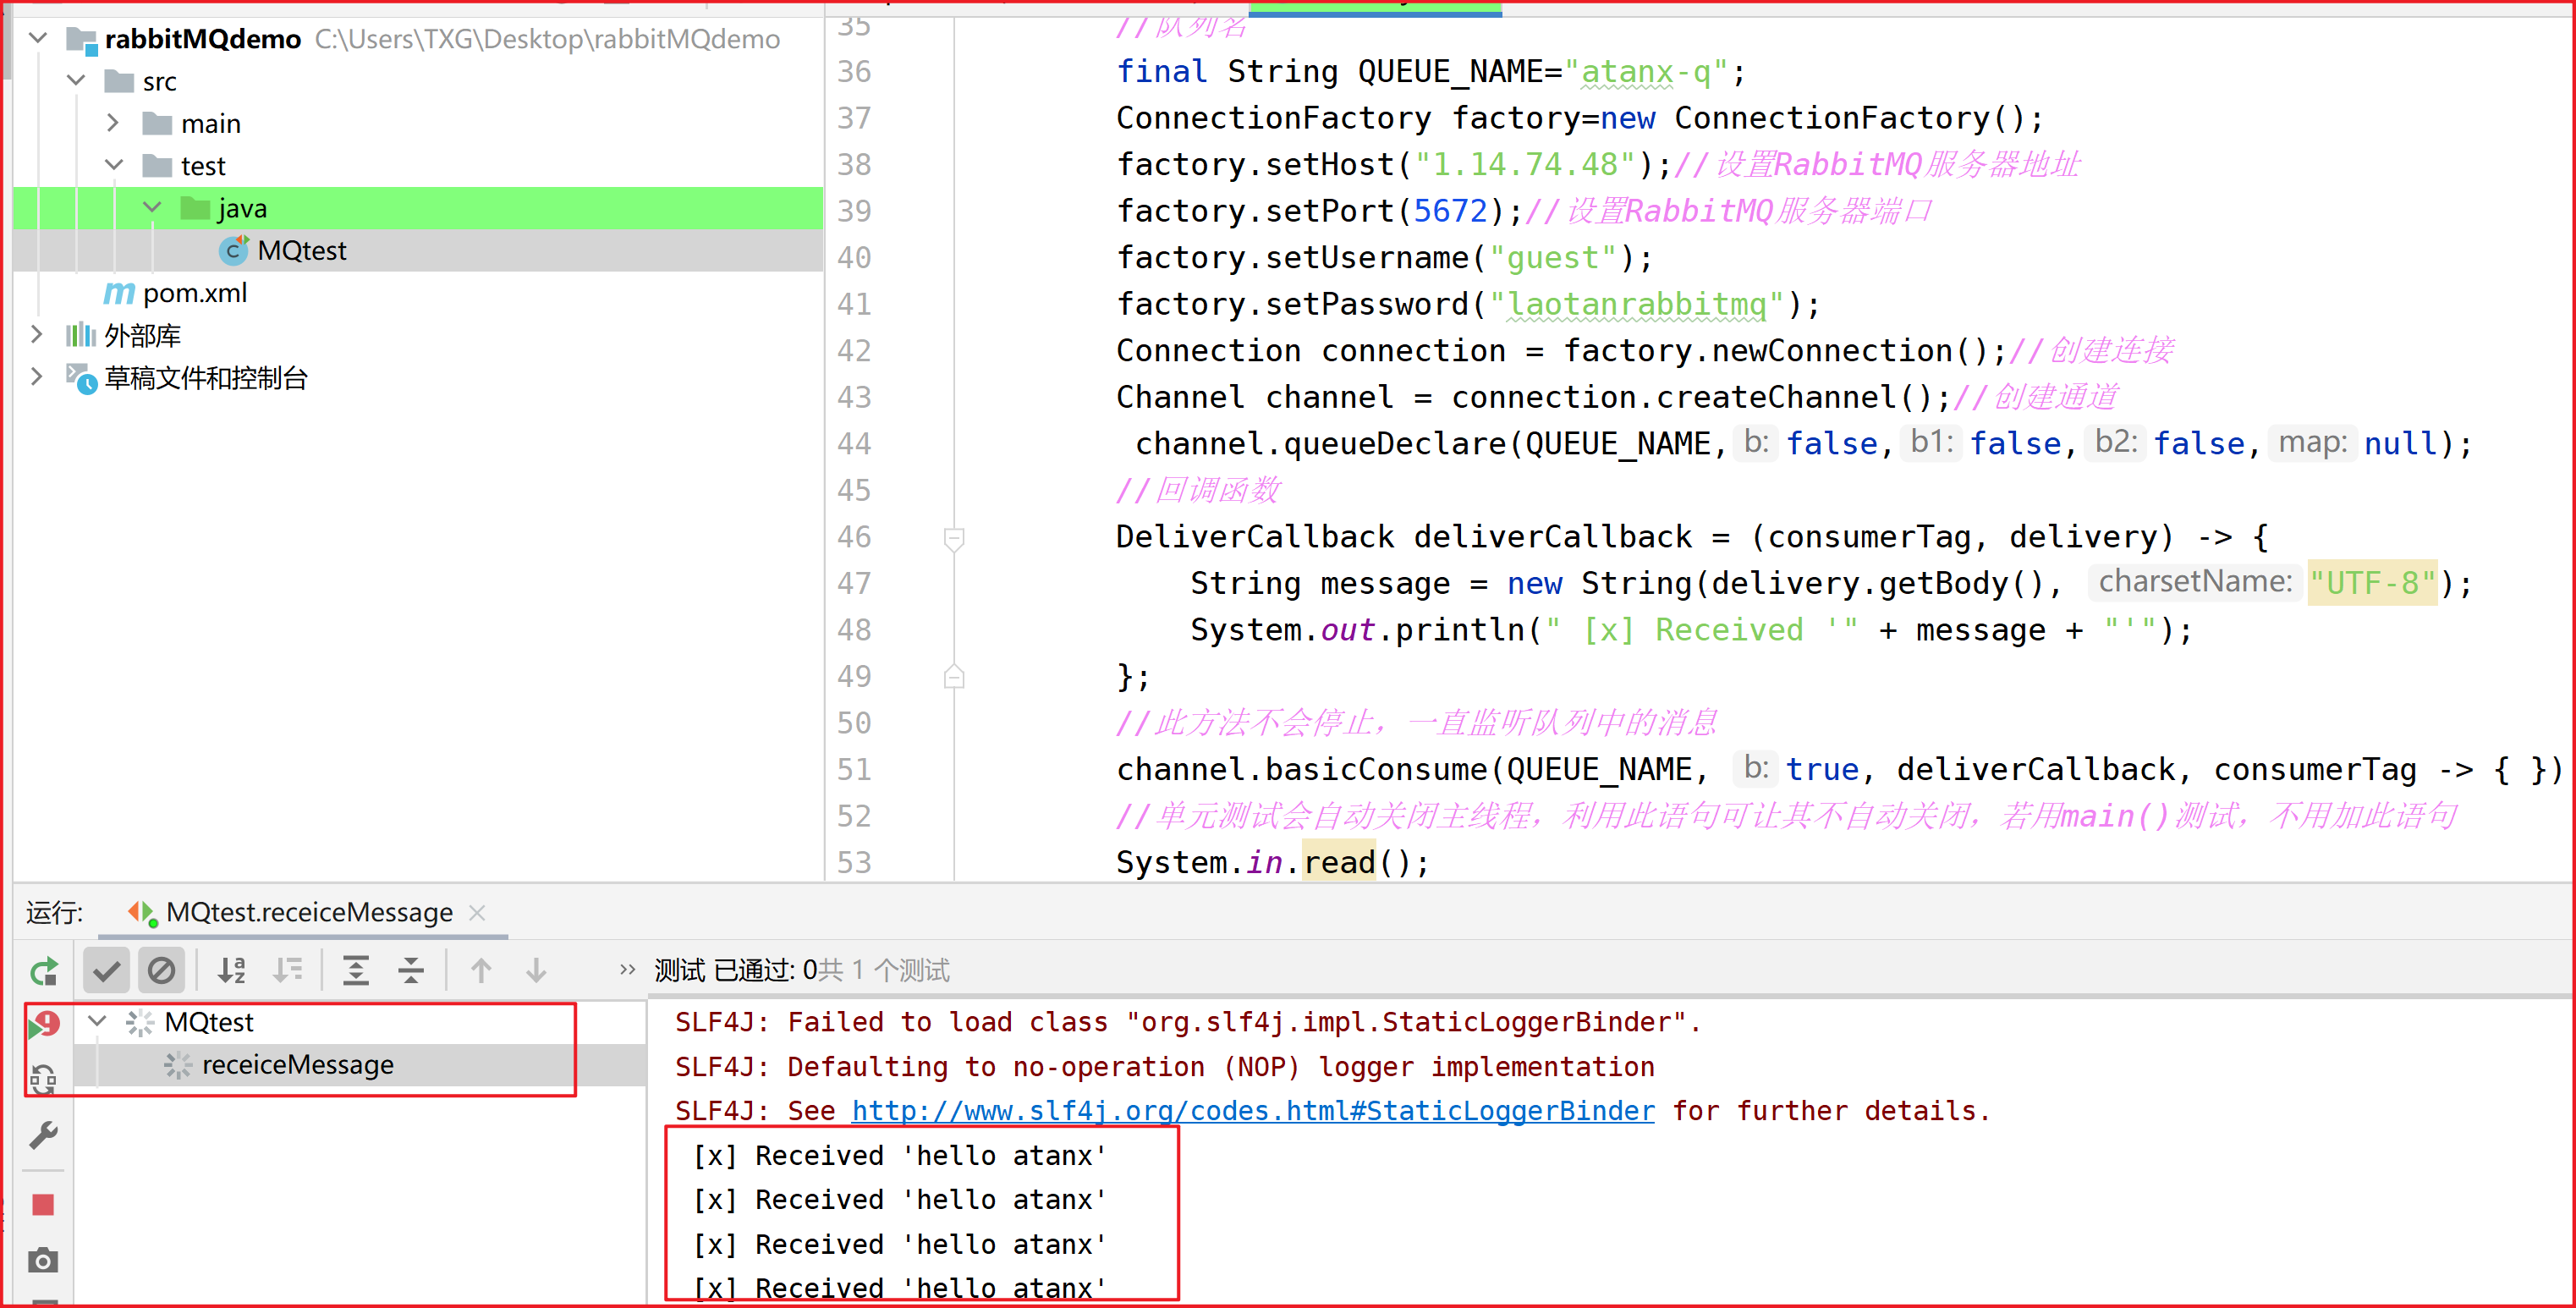 rabbitMQdemo C:\Users\TXG\Desktop\rabbitMQdemo
src
main
test
java
MQtest
pom.xml
外部库
草稿文件和控制台
35 //队列名
36 final String QUEUE_NAME="atanx-q";
37 ConnectionFactory factory=new ConnectionFactory();
38 factory.setHost("1.14.74.48");//设置RabbitMQ服务器地址
39 factory.setPort(5672);//设置RabbitMQ服务器端口
40 factory.setUsername("guest");
41 factory.setPassword("laotanrabbitmq");
42 Connection connection = factory.newConnection();//创建连接
43 Channel channel = connection.createChannel();//创建通道
44 channel.queueDeclare(QUEUE_NAME, b: false, b1: false, b2: false, map: null);
45 //回调函数
46 DeliverCallback deliverCallback = (consumerTag, delivery) -> {
47 String message = new String(delivery.getBody(), charsetName: "UTF-8");
48 System.out.println(" [x] Received '" + message + "'");
49 };
50 //此方法不会停止，一直监听队列中的消息
51 channel.basicConsume(QUEUE_NAME, b: true, deliverCallback, consumerTag -> { })
52 //单元测试会自动关闭主线程，利用此语句可让其不自动关闭，若用main()测试，不用加此语句
53 System.in.read();
运行: MQtest.receiceMessage
测试 已通过: 0共 1 个测试
MQtest
receiceMessage
SLF4J: Failed to load class "org.slf4j.impl.StaticLoggerBinder".
SLF4J: Defaulting to no-operation (NOP) logger implementation
SLF4J: See http://www.slf4j.org/codes.html#StaticLoggerBinder for further details.
[x] Received 'hello atanx'
[x] Received 'hello atanx'
[x] Received 'hello atanx'
[x] Received 'hello atanx'